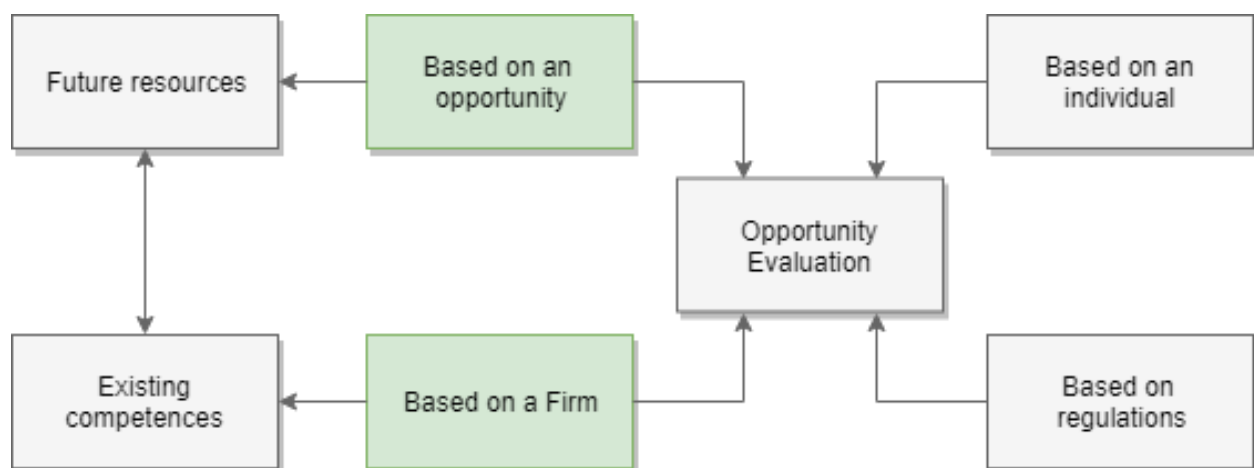 Future resources
Based on an
opportunity
Based on an
individual
Opportunity
Evaluation
Existing
competences
Based on a Firm
Based on
regulations